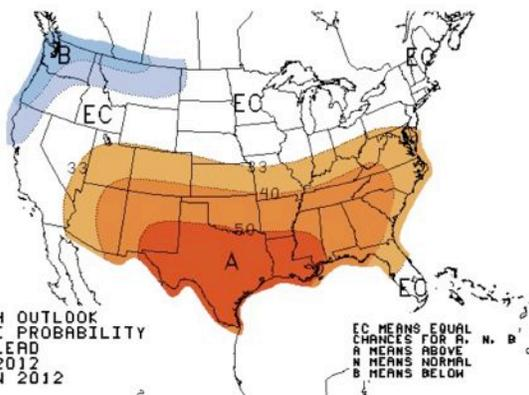 B
EC
EC
EC
33
33
40
50
A
EC
H OUTLOOK
E PROBABILITY
LEAD
2012
N 2012
EC MEANS EQUAL
CHANCES FOR A, N, B
A MEANS ABOVE
N MEANS NORMAL
B MEANS BELOW